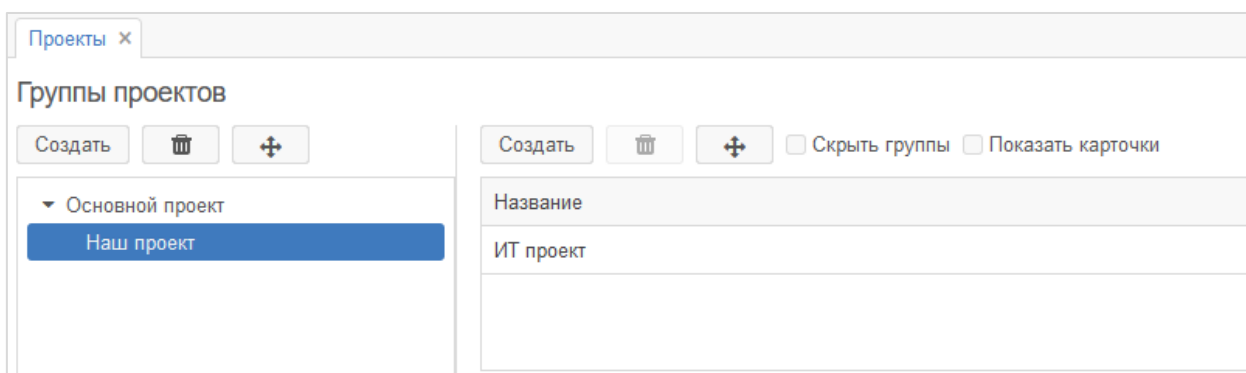 Проекты ×
Группы проектов
Создать
Создать Скрыть группы Показать карточки
Основной проект
Наш проект
Название
ИТ проект